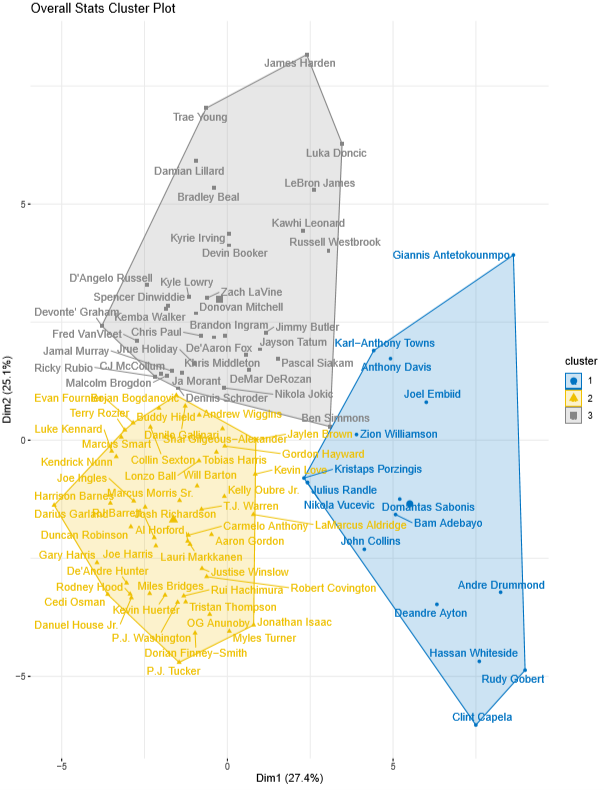 Overall Stats Cluster Plot
James Harden
Trae Young
Luka Doncic
Damian Lillard
LeBron James
Bradley Beal
5
Kawhi Leonard
Kyrie Irving
Russell Westbrook
Devin Booker
Giannis Antetokounmpo
D'Angelo Russell
Kyle Lowry
Zach LaVine
Spencer Dinwiddie
Donovan Mitchell
Devonte' Graham
Kemba Walker
Brandon Ingram
Jimmy Butler
Fred VanVleet
Chris Paul
Jayson Tatum
Karl-Anthony Towns
Jamal Murray
Jrue Holiday
De'Aaron Fox
Pascal Siakam
Anthony Davis
Ricky Rubio
CJ McCollum
Khris Middleton
DeMar DeRozan
Malcolm Brogdon
Ja Morant
Nikola Jokic
Joel Embiid
Evan Fournier
Bojan Bogdanovic
Dennis Schroder
Terry Rozier
Buddy Hield
Andrew Wiggins
Ben Simmons
Luke Kennard
Danilo Gallinari
Shai Gilgeous-Alexander
Jaylen Brown
Zion Williamson
0
Marcus Smart
Gordon Hayward
Kendrick Nunn
Collin Sexton
Tobias Harris
Kevin Love
Kristaps Porzingis
Joe Ingles
Lonzo Ball
Will Barton
Harrison Barnes
Marcus Morris Sr.
Kelly Oubre Jr.
Julius Randle
Darius Garland
RJ Barrett
Josh Richardson
T.J. Warren
Nikola Vucevic
Domantas Sabonis
Duncan Robinson
Al Horford
Carmelo Anthony
LaMarcus Aldridge
Bam Adebayo
Aaron Gordon
John Collins
Gary Harris
Joe Harris
Lauri Markkanen
De'Andre Hunter
Justise Winslow
Rodney Hood
Miles Bridges
Rui Hachimura
Robert Covington
Andre Drummond
Cedi Osman
Kevin Huerter
Tristan Thompson
Deandre Ayton
Danuel House Jr.
OG Anunoby
Jonathan Isaac
P.J. Washington
Myles Turner
Dorian Finney-Smith
Hassan Whiteside
P.J. Tucker
Rudy Gobert
−5
Clint Capela
−5
0
5
Dim1 (27.4%)
Dim2 (25.1%)
cluster
1
2
3